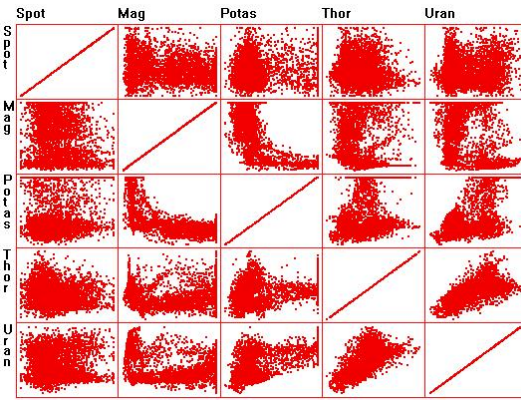 Spot Mag Potas Thor Uran
Spot
Mag
Potas
Thor
Uran